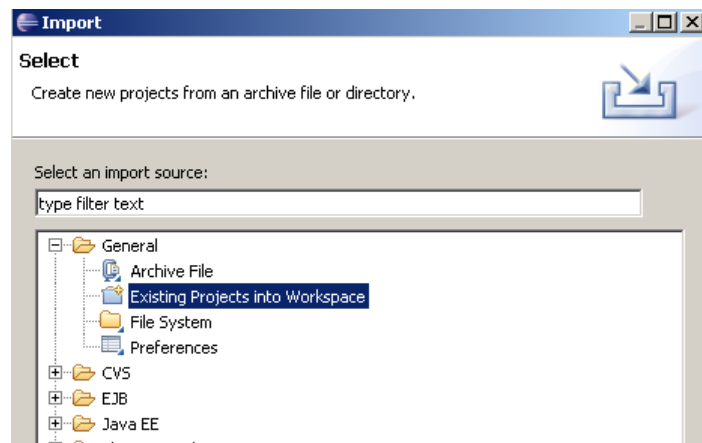 Import
Select
Create new projects from an archive file or directory.
Select an import source:
type filter text
General
Archive File
Existing Projects into Workspace
File System
Preferences
CVS
EJB
Java EE